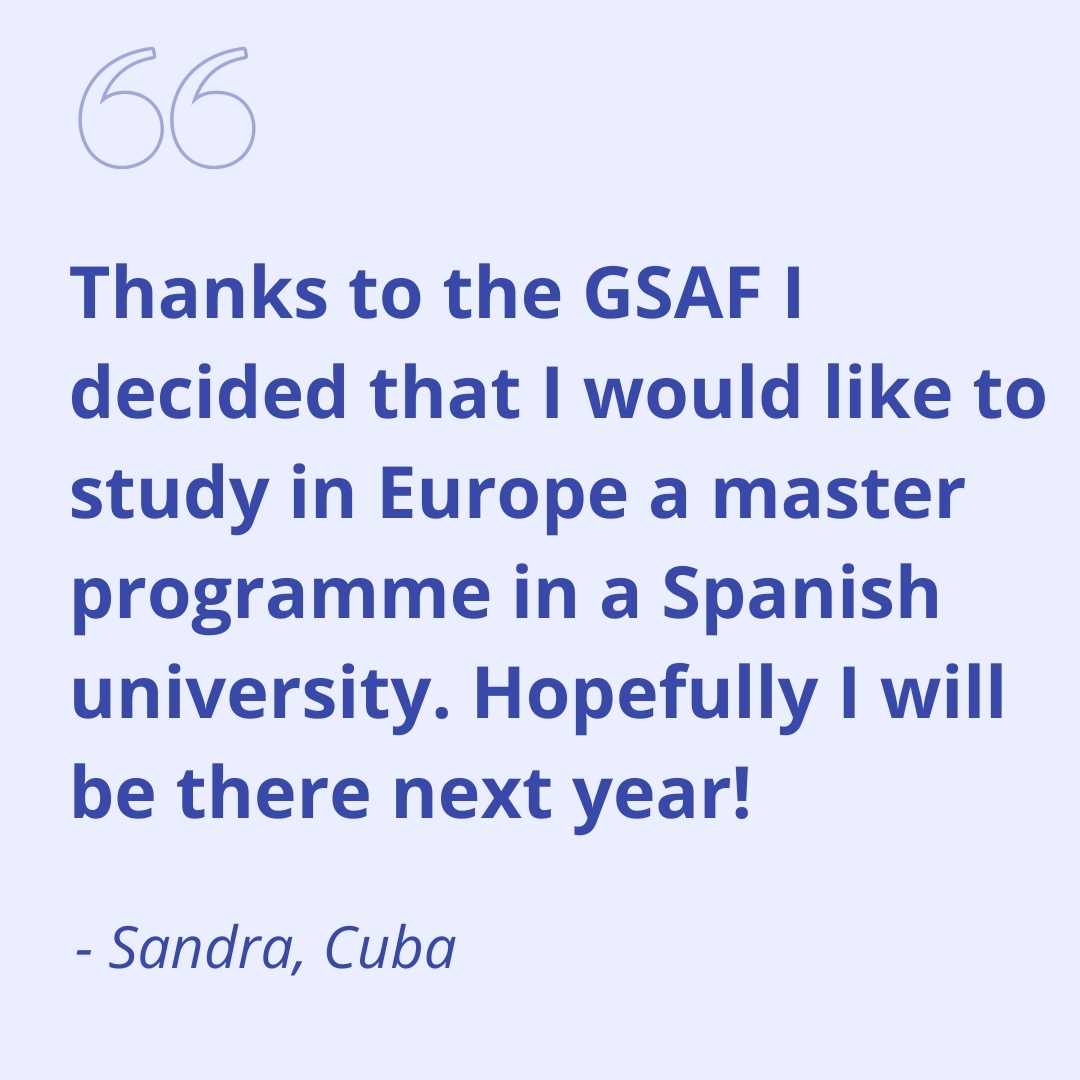 Thanks to the GSAF I
decided that I would like to
study in Europe a master
programme in a Spanish
university. Hopefully I will
be there next year!
- Sandra, Cuba